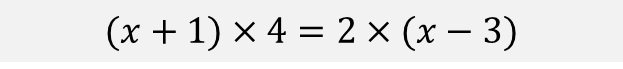 (x + 1) × 4 = 2 × (x − 3)